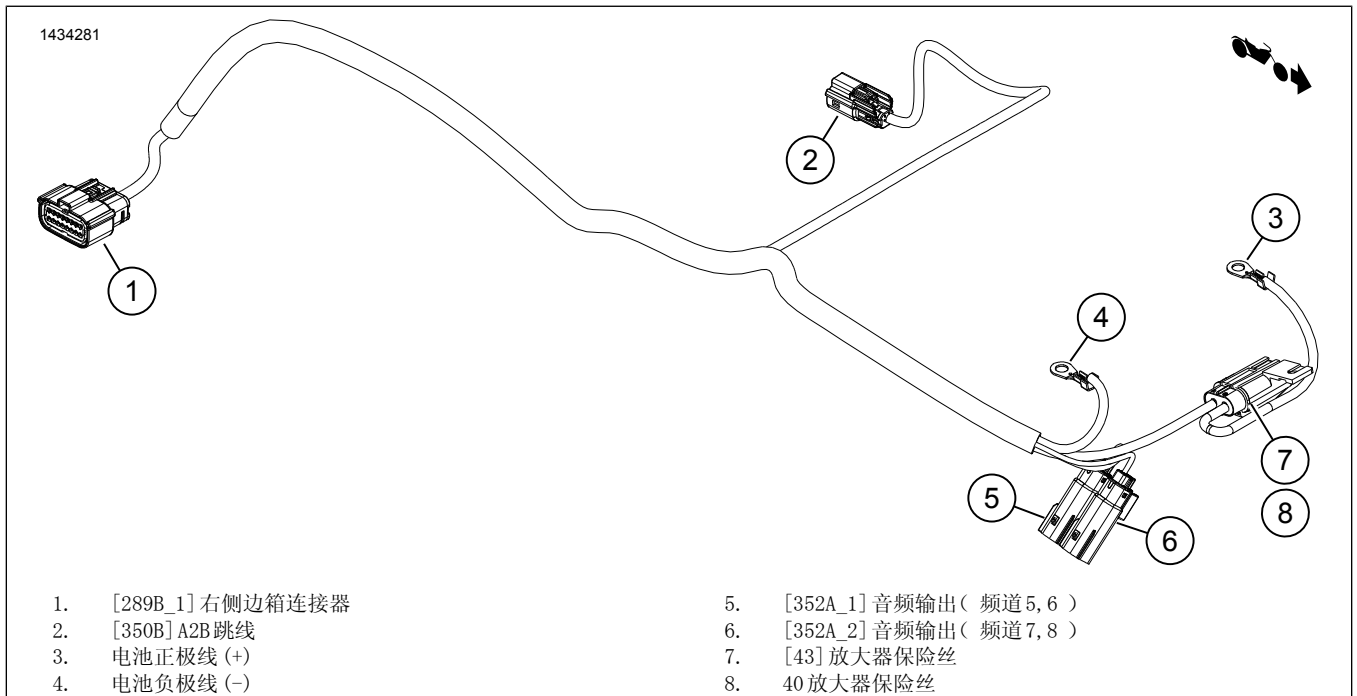 1434281
2
3
1
4
7
5
8
6
1. [289B_1]右侧边箱连接器
2. [350B]A2B跳线
3. 电池正极线(+)
4. 电池负极线(-)
5. [352A_1]音频输出( 频道5,6 )
6. [352A_2]音频输出( 频道7,8 )
7. [43]放大器保险丝
8. 40放大器保险丝